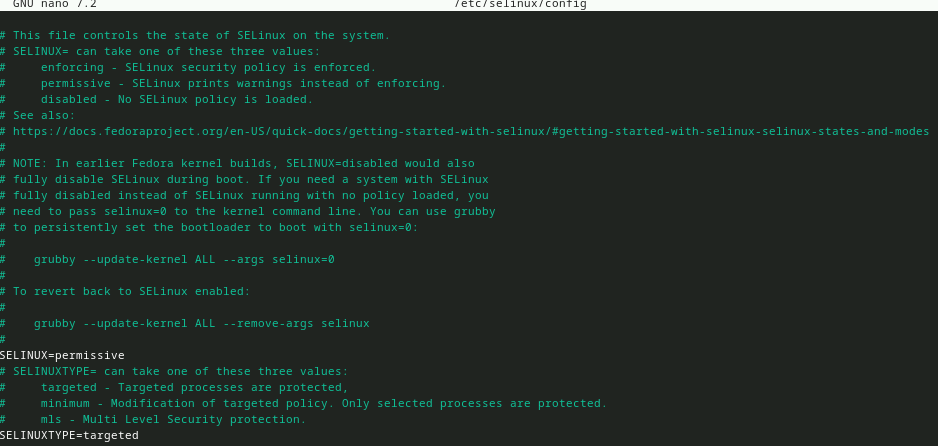 GNU nano 7.2 /etc/selinux/config
# This file controls the state of SELinux on the system.
# SELINUX= can take one of these three values:
#     enforcing - SELinux security policy is enforced.
#     permissive - SELinux prints warnings instead of enforcing.
#     disabled - No SELinux policy is loaded.
# See also:
# https://docs.fedoraproject.org/en-US/quick-docs/getting-started-with-selinux/#getting-started-with-selinux-selinux-states-and-modes
#
# NOTE: In earlier Fedora kernel builds, SELINUX=disabled would also
# fully disable SELinux during boot. If you need a system with SELinux
# fully disabled instead of SELinux running with no policy loaded, you
# need to pass selinux=0 to the kernel command line. You can use grubby
# to persistently set the bootloader to boot with selinux=0:
#
#    grubby --update-kernel ALL --args selinux=0
#
# To revert back to SELinux enabled:
#
#    grubby --update-kernel ALL --remove-args selinux
#
SELINUX=permissive
# SELINUXTYPE= can take one of these three values:
#     targeted - Targeted processes are protected,
#     minimum - Modification of targeted policy. Only selected processes are protected.
#     mls - Multi Level Security protection.
SELINUXTYPE=targeted